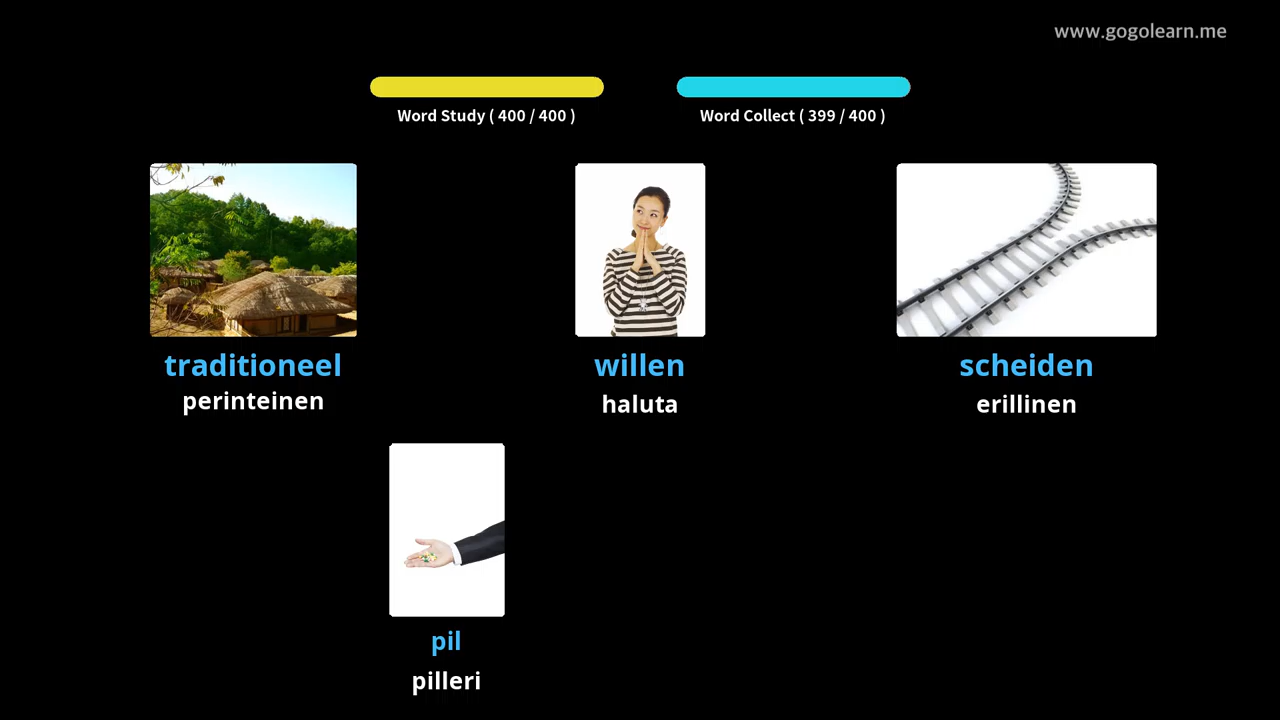 www.gogolearn.me
Word Study ( 400 / 400 )
Word Collect ( 399 / 400 )
traditioneel
perinteinen
willen
haluta
scheiden
erillinen
pil
pilleri